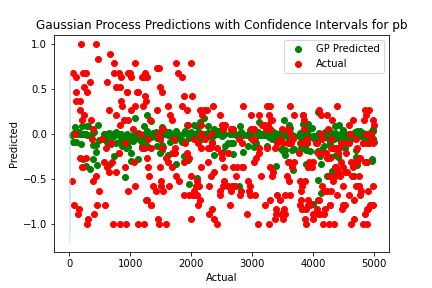 Gaussian Process Predictions with Confidence Intervals for pb
GP Predicted
Actual
1.0
0.5
0.0
−0.5
−1.0
Predicted
0 1000 2000 3000 4000 5000
Actual